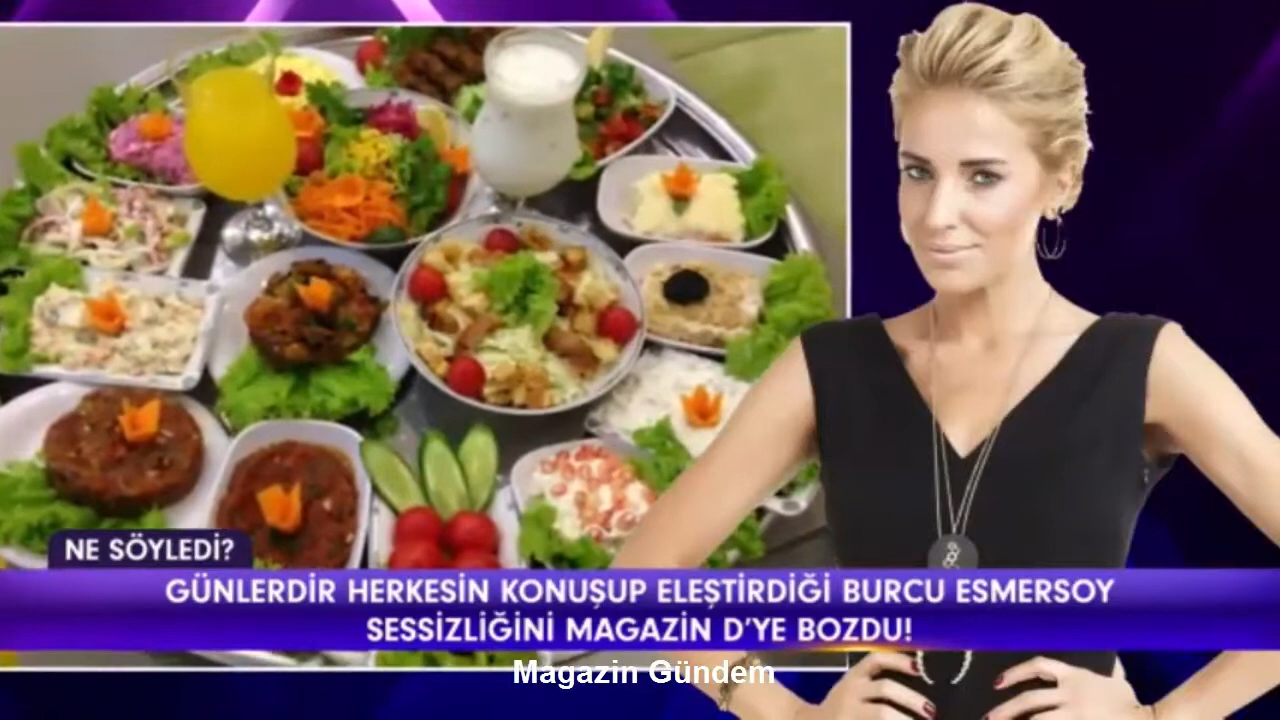 NE SÖYLEDİ?
GÜNLERDİR HERKESİN KONUŞUP ELEŞTİRDİĞİ BURCU ESMERSOY
SESSİZLİĞİNİ MAGAZİN D'YE BOZDU!
Magazin Gündem